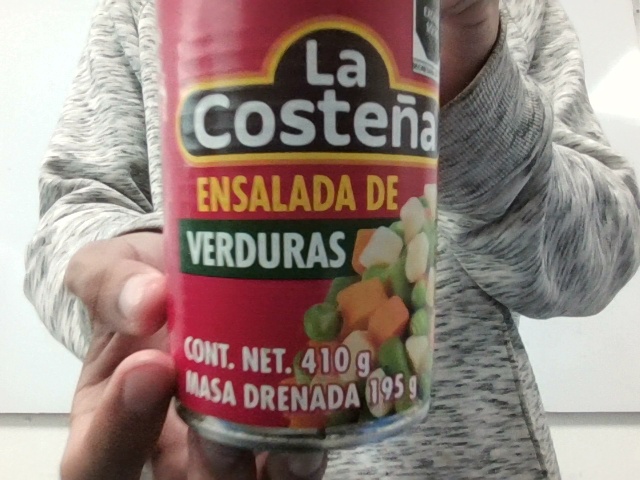 La
Costeña
ENSALADA DE
VERDURAS
CONT. NET. 410 g
MASA DRENADA 195 g